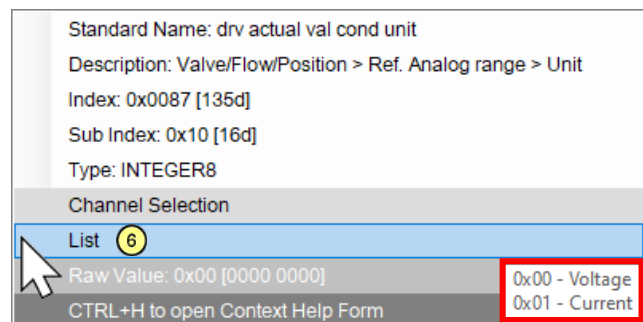 Standard Name: drv actual val cond unit
Description: Valve/Flow/Position > Ref. Analog range > Unit
Index: 0x0087 [135d]
Sub Index: 0x10 [16d]
Type: INTEGER8
Channel Selection
List 6
Raw Value: 0x00 [0000 0000]
0x00 - Voltage
0x01 - Current
CTRL+H to open Context Help Form